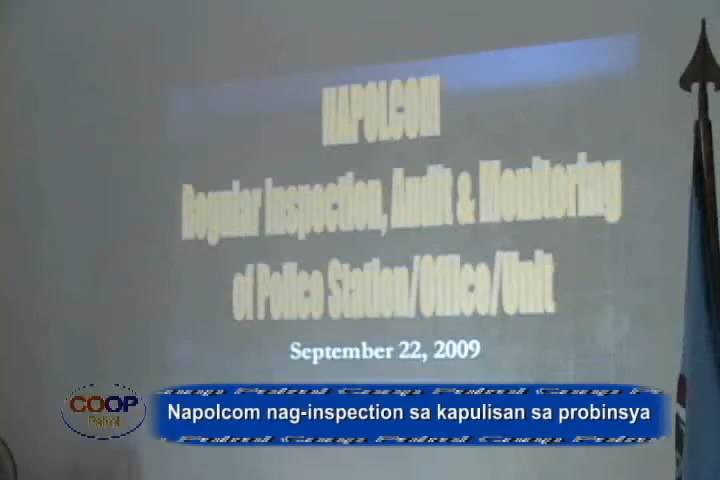 NAPOLCOM
Regular Inspection, Audit & Monitoring
of Police Station/Office/Unit
September 22, 2009
COOP
Patrol
Napolcom nag-inspection sa kapulisan sa probinsya